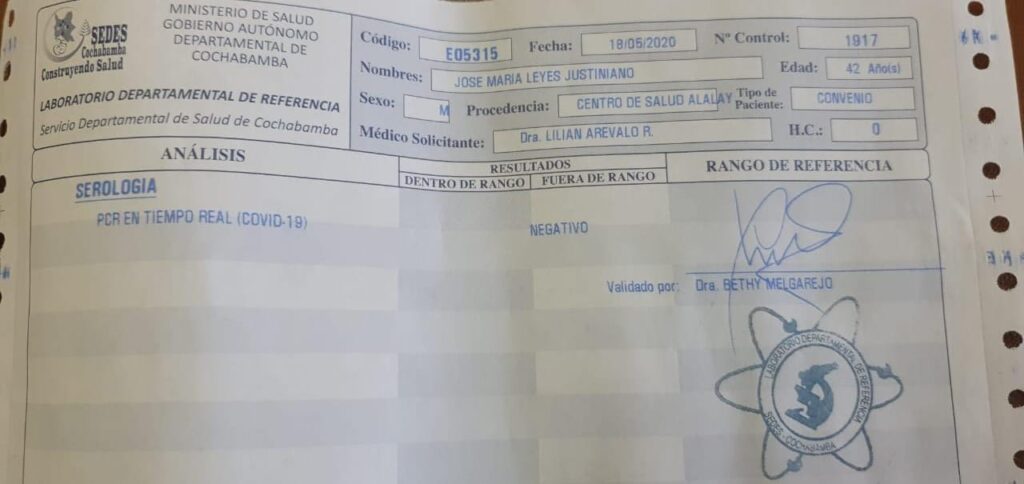 SEDES
Cochabamba
Construyendo Salud
MINISTERIO DE SALUD
GOBIERNO AUTÓNOMO
DEPARTAMENTAL DE
COCHABAMBA
LABORATORIO DEPARTAMENTAL DE REFERENCIA
Servicio Departamental de Salud de Cochabamba
Código: E05315 Fecha: 18/05/2020 Nº Control: 1917
Nombres: JOSE MARIA LEYES JUSTINIANO Edad: 42 Año(s)
Sexo: M Procedencia: CENTRO DE SALUD ALALAY Tipo de Paciente: CONVENIO
Médico Solicitante: Dra. LILIAN AREVALO R. H.C.: 0
ANÁLISIS RESULTADOS RANGO DE REFERENCIA
DENTRO DE RANGO FUERA DE RANGO
SEROLOGIA
PCR EN TIEMPO REAL (COVID-19) NEGATIVO
Validado por: Dra. BETHY MELGAREJO
LABORATORIO DEPARTAMENTAL DE REFERENCIA
SEDES - COCHABAMBA